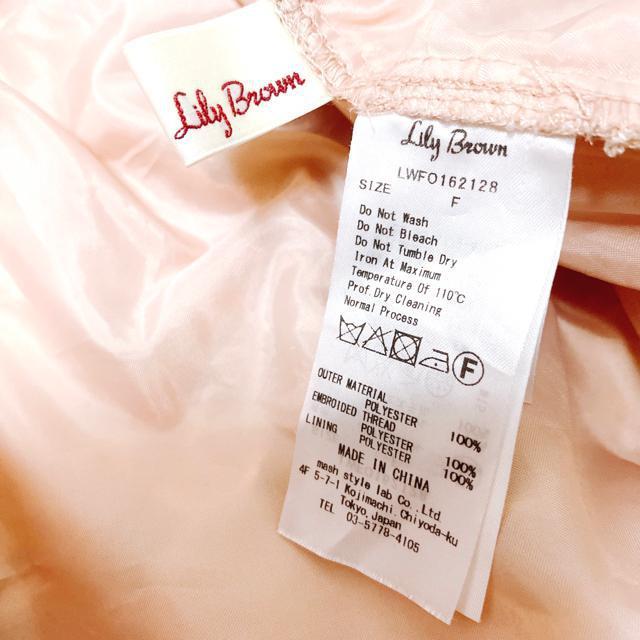 Lily Brown
Lily Brown
LWFO162128
SIZE F
Do Not Wash
Do Not Bleach
Do Not Tumble Dry
Iron At Maximum
Temperature Of 110℃
Prof.Dry Cleaning
Normal Process
F
OUTER MATERIAL
POLYESTER 100%
EMBROIDED THREAD
POLYESTER 100%
LINING
POLYESTER 100%
MADE IN CHINA
mash style lab Co.,Ltd.
4F 5-7-1 Kojimachi,Chiyoda-ku
Tokyo,Japan
TEL 03-5778-4105